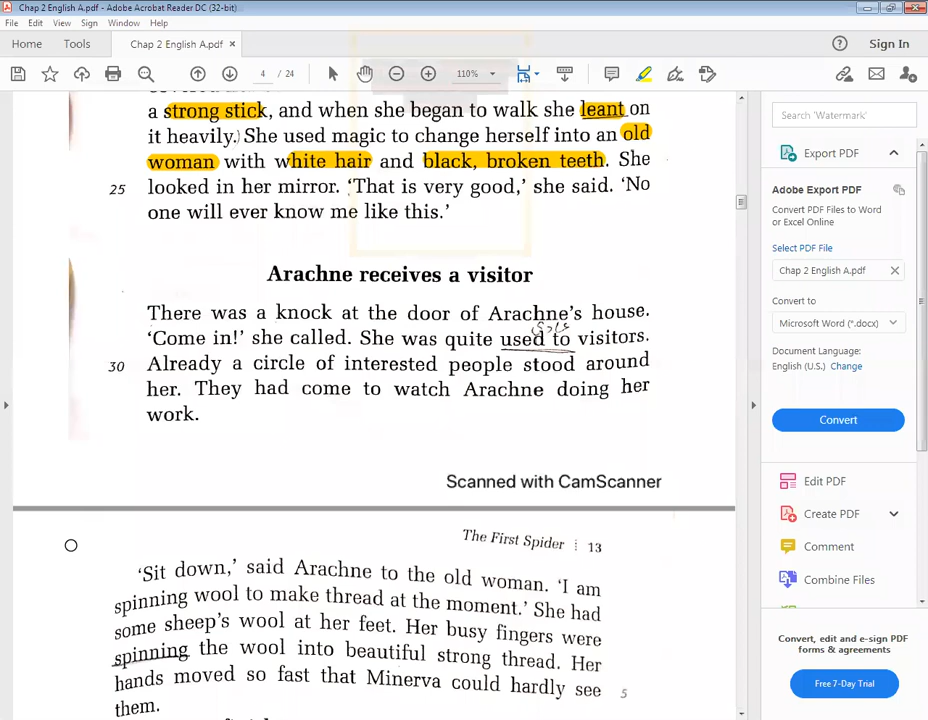 Chap 2 English A.pdf - Adobe Acrobat Reader DC (32-bit)
File Edit View Sign Window Help
Home Tools Chap 2 English A.pdf × Sign In
4 / 24 110%
a strong stick, and when she began to walk she leant on
it heavily. She used magic to change herself into an old
woman with white hair and black, broken teeth. She
25 looked in her mirror. 'That is very good,' she said. 'No
one will ever know me like this.'
Arachne receives a visitor
There was a knock at the door of Arachne's house.
'Come in!' she called. She was quite used to visitors.
30 Already a circle of interested people stood around
her. They had come to watch Arachne doing her
work.
Scanned with CamScanner
The First Spider 13
'Sit down,' said Arachne to the old woman. 'I am
spinning wool to make thread at the moment.' She had
some sheep's wool at her feet. Her busy fingers were
spinning the wool into beautiful strong thread. Her
hands moved so fast that Minerva could hardly see 5
them.
Search 'Watermark'
Export PDF
Adobe Export PDF
Convert PDF Files to Word
or Excel Online
Select PDF File
Chap 2 English A.pdf ×
Convert to
Microsoft Word (*.docx)
Document Language:
English (U.S.) Change
Convert
Edit PDF
Create PDF
Comment
Combine Files
Convert, edit and e-sign PDF
forms & agreements
Free 7-Day Trial